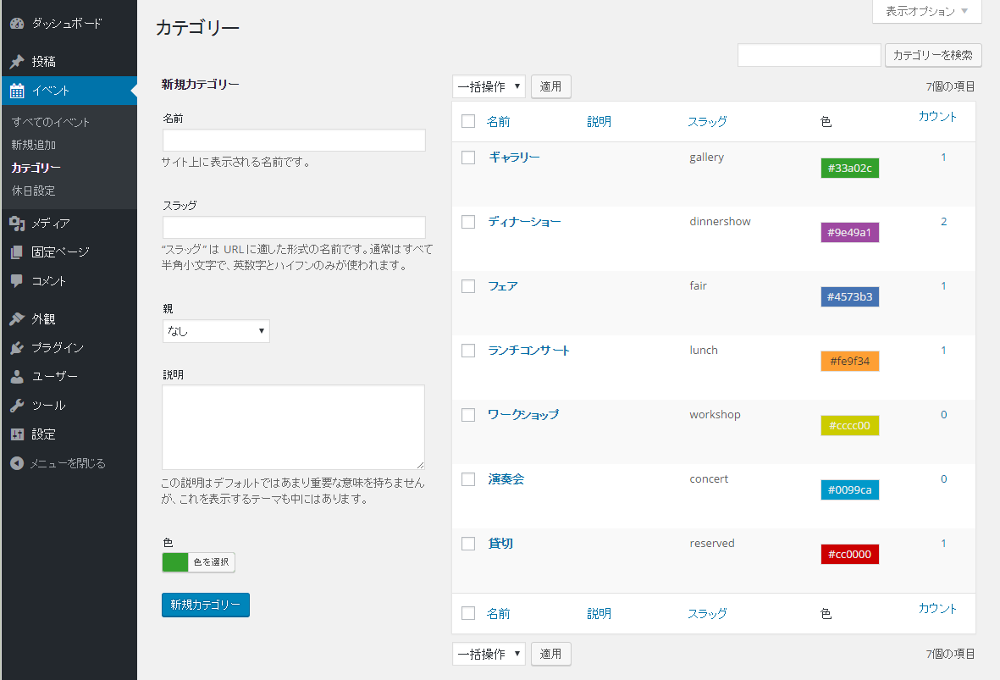 ダッシュボード
投稿
イベント
すべてのイベント
新規追加
カテゴリー
休日設定
メディア
固定ページ
コメント
外観
プラグイン
ユーザー
ツール
設定
メニューを閉じる
カテゴリー
表示オプション ▼
カテゴリーを検索
新規カテゴリー
名前
サイト上に表示される名前です。
スラッグ
“スラッグ” は URL に適した形式の名前です。通常はすべて
半角小文字で、英数字とハイフンのみが使われます。
親
なし ▼
説明
この説明はデフォルトではあまり重要な意味を持ちません
が、これを表示するテーマも中にはあります。
色
色を選択
新規カテゴリー
一括操作 ▼ 適用 7個の項目
名前 説明 スラッグ 色 カウント
ギャラリー gallery #33a02c 1
ディナーショー dinnershow #9e49a1 2
フェア fair #4573b3 1
ランチコンサート lunch #fe9f34 1
ワークショップ workshop #cccc00 0
演奏会 concert #0099ca 0
貸切 reserved #cc0000 1
名前 説明 スラッグ 色 カウント
一括操作 ▼ 適用 7個の項目